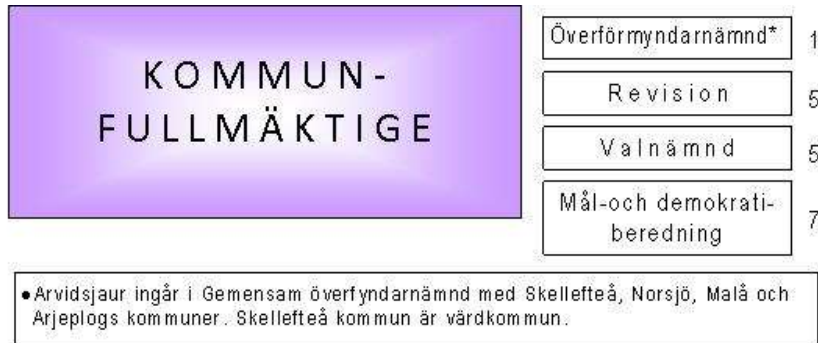 KOMMUN-
FULLMÄKTIGE
Överförmyndarnämnd* 1
Revision 5
Valnämnd 5
Mål-och demokrati-
beredning 7
•Arvidsjaur ingår i Gemensam överfyndarnämnd med Skellefteå, Norsjö, Malå och
Arjeplogs kommuner. Skellefteå kommun är värdkommun.